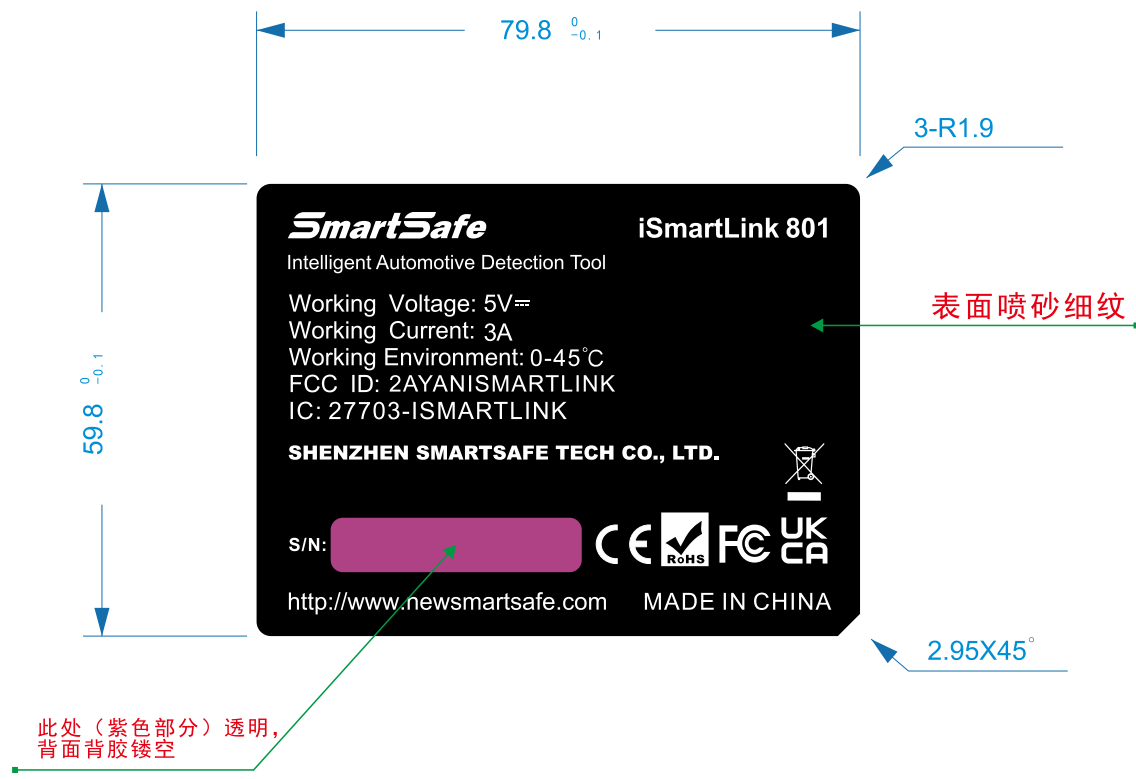 79.8 0 -0.1
3-R1.9
SmartSafe
iSmartLink 801
Intelligent Automotive Detection Tool
Working Voltage: 5V⎓
表面喷砂细纹
Working Current: 3A
Working Environment: 0-45℃
FCC ID: 2AYANISMARTLINK
IC: 27703-ISMARTLINK
59.8 0 -0.1
SHENZHEN SMARTSAFE TECH CO., LTD.
S/N:
CE
RoHS
FC
UK
CA
http://www.newsmartsafe.com
MADE IN CHINA
2.95X45°
此处（紫色部分）透明，
背面背胶镂空